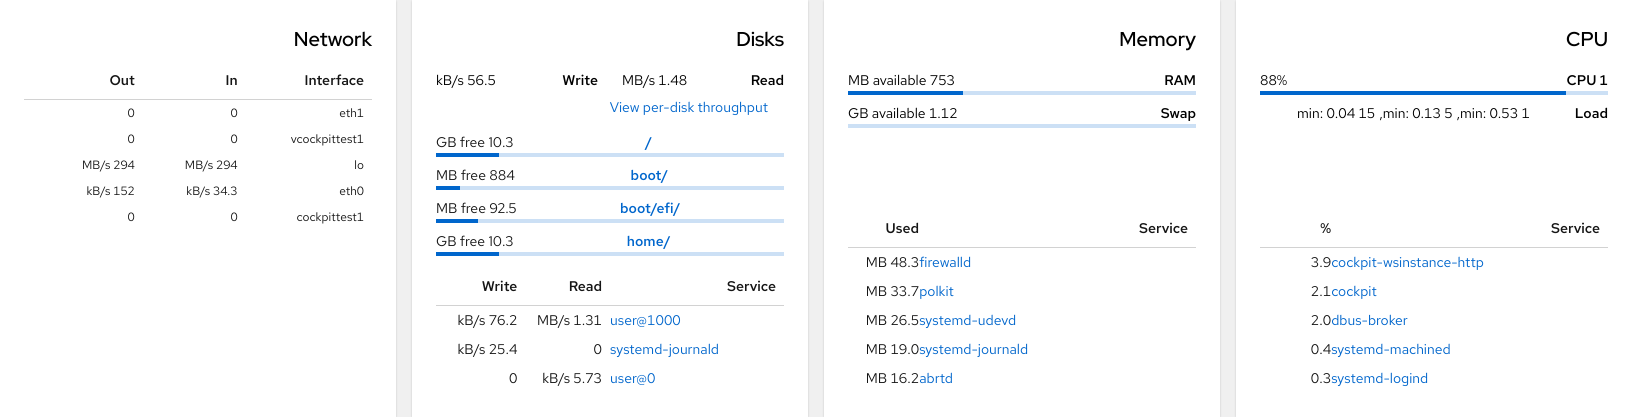 Network
Out In Interface
0 0 eth1
0 0 vcockpittest1
MB/s 294 MB/s 294 lo
kB/s 152 kB/s 34.3 eth0
0 0 cockpittest1
Disks
kB/s 56.5 Write MB/s 1.48 Read
View per-disk throughput
GB free 10.3 /
MB free 884 boot/
MB free 92.5 boot/efi/
GB free 10.3 home/
Write Read Service
kB/s 76.2 MB/s 1.31 user@1000
kB/s 25.4 0 systemd-journald
0 kB/s 5.73 user@0
Memory
MB available 753 RAM
GB available 1.12 Swap
Used Service
MB 48.3 firewalld
MB 33.7 polkit
MB 26.5 systemd-udevd
MB 19.0 systemd-journald
MB 16.2 abrtd
CPU
88% CPU 1
min: 0.04 15 ,min: 0.13 5 ,min: 0.53 1 Load
% Service
3.9 cockpit-wsinstance-http
2.1 cockpit
2.0 dbus-broker
0.4 systemd-machined
0.3 systemd-logind